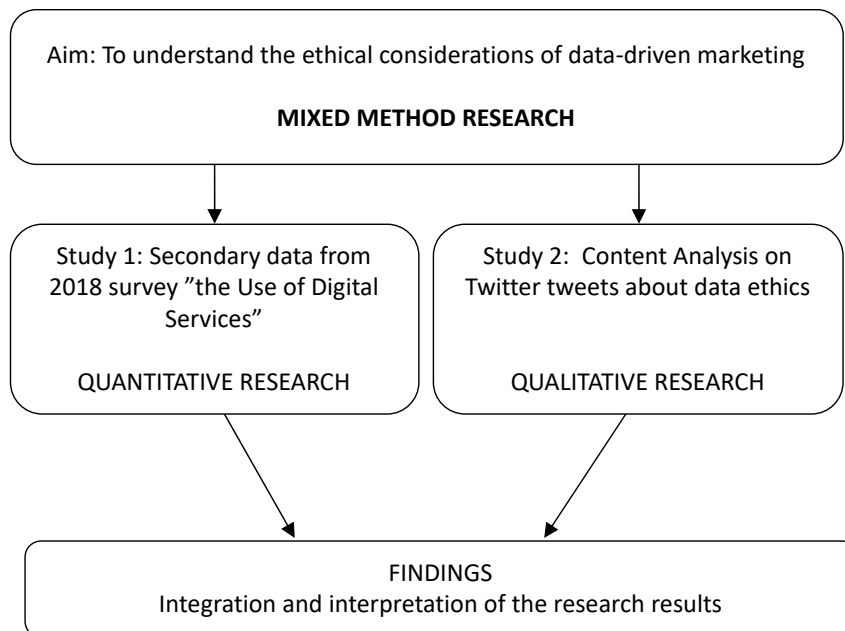 Aim: To understand the ethical considerations of data-driven marketing
MIXED METHOD RESEARCH
Study 1: Secondary data from
2018 survey ”the Use of Digital
Services”
QUANTITATIVE RESEARCH
Study 2:  Content Analysis on
Twitter tweets about data ethics
QUALITATIVE RESEARCH
FINDINGS
Integration and interpretation of the research results